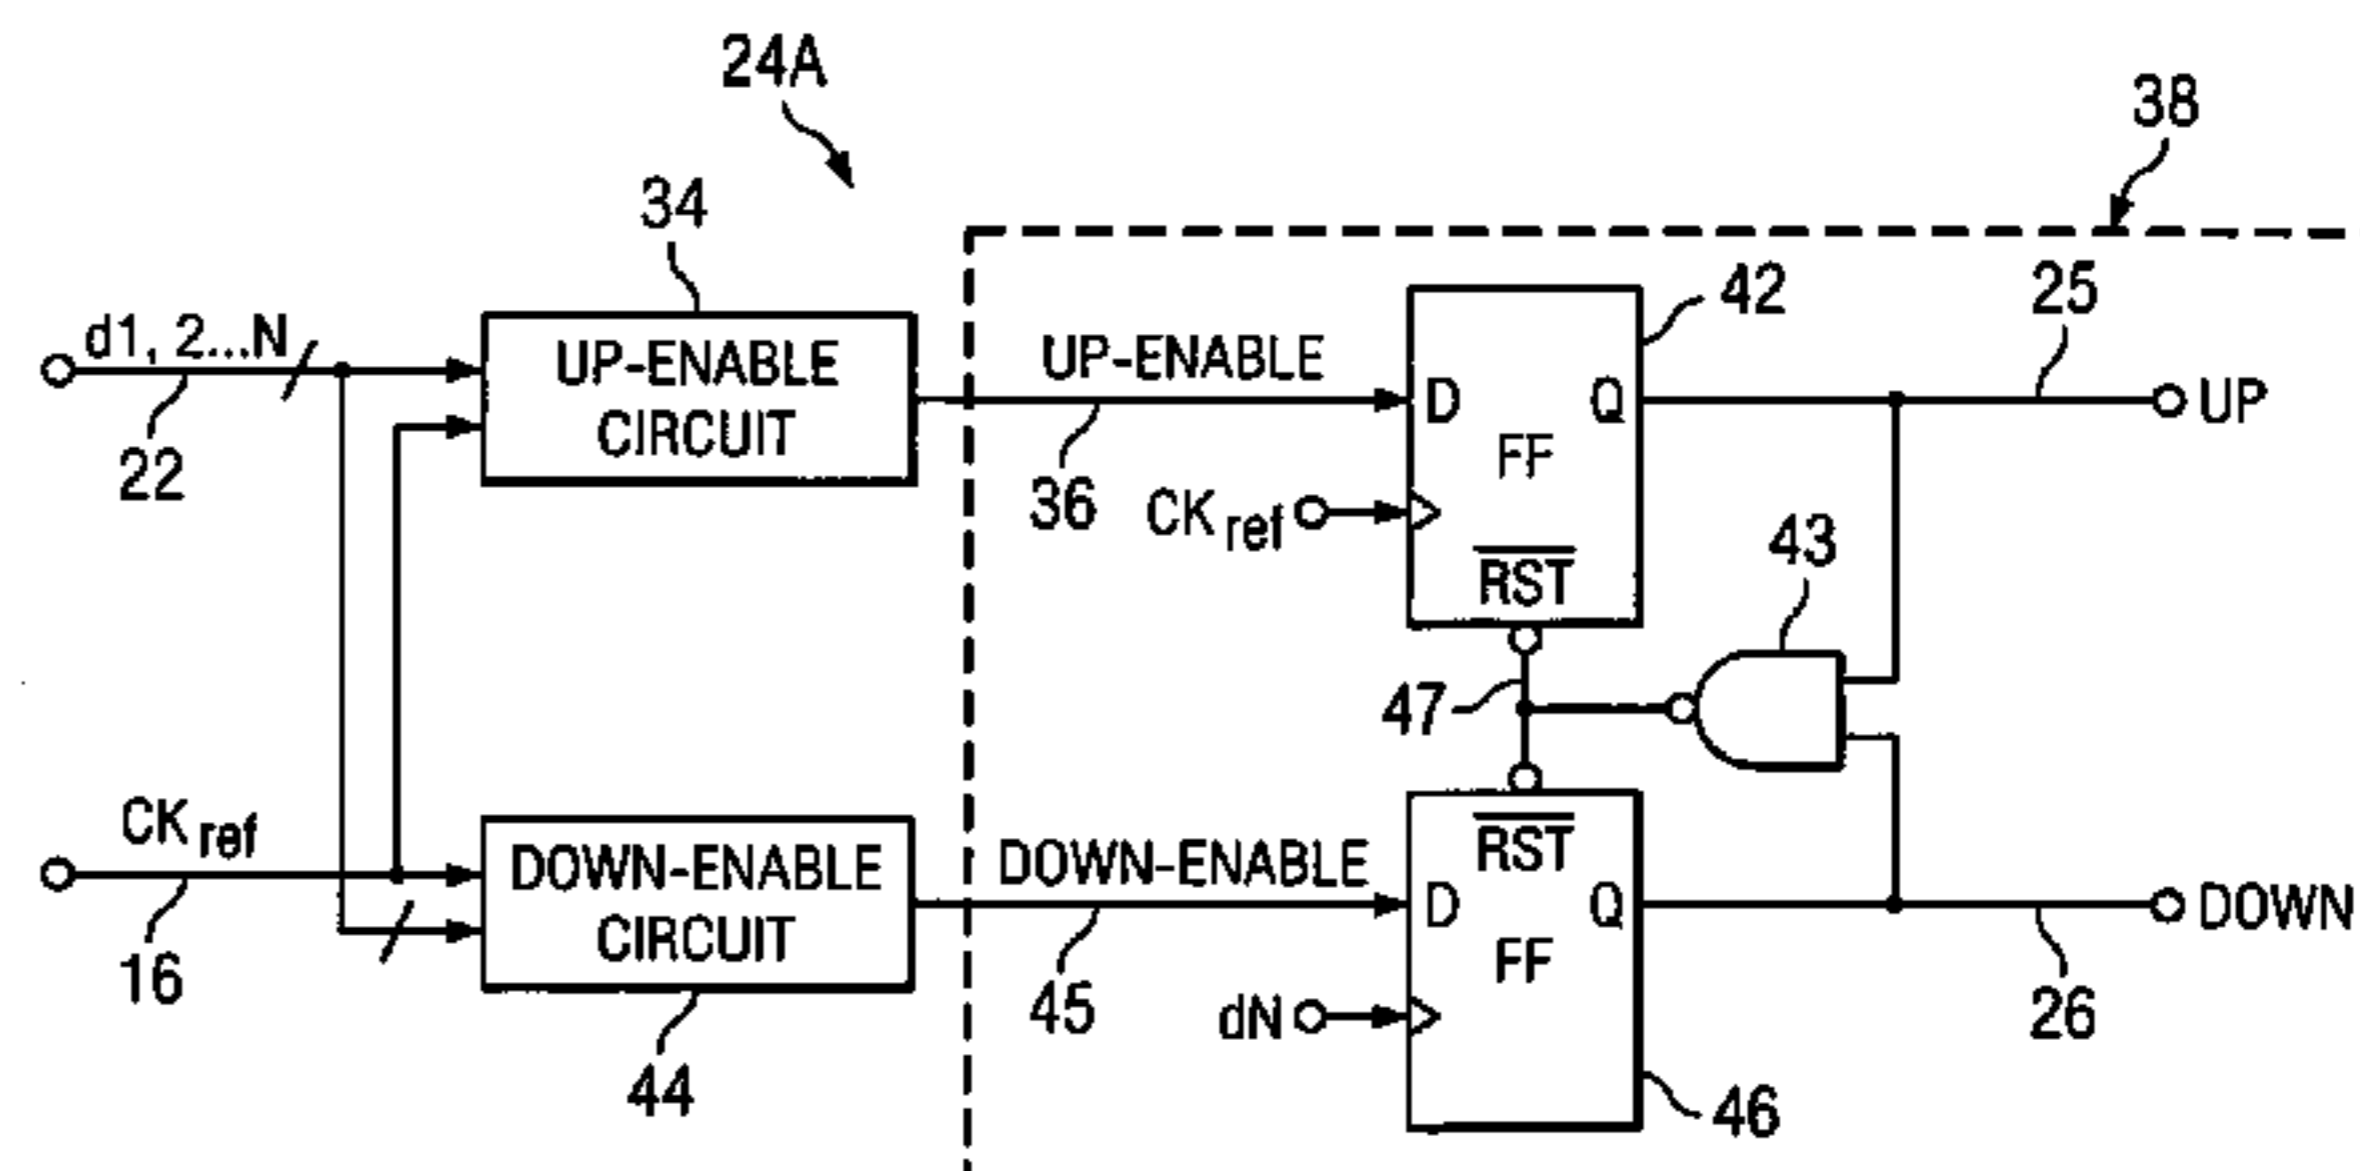 24A
38
34
42
25
d1, 2...N
UP-ENABLE
CIRCUIT
UP-ENABLE
D
Q
UP
FF
22
36
CK ref
RST
43
47
CK ref
DOWN-ENABLE
CIRCUIT
DOWN-ENABLE
RST
D
Q
DOWN
FF
16
45
dN
26
44
46